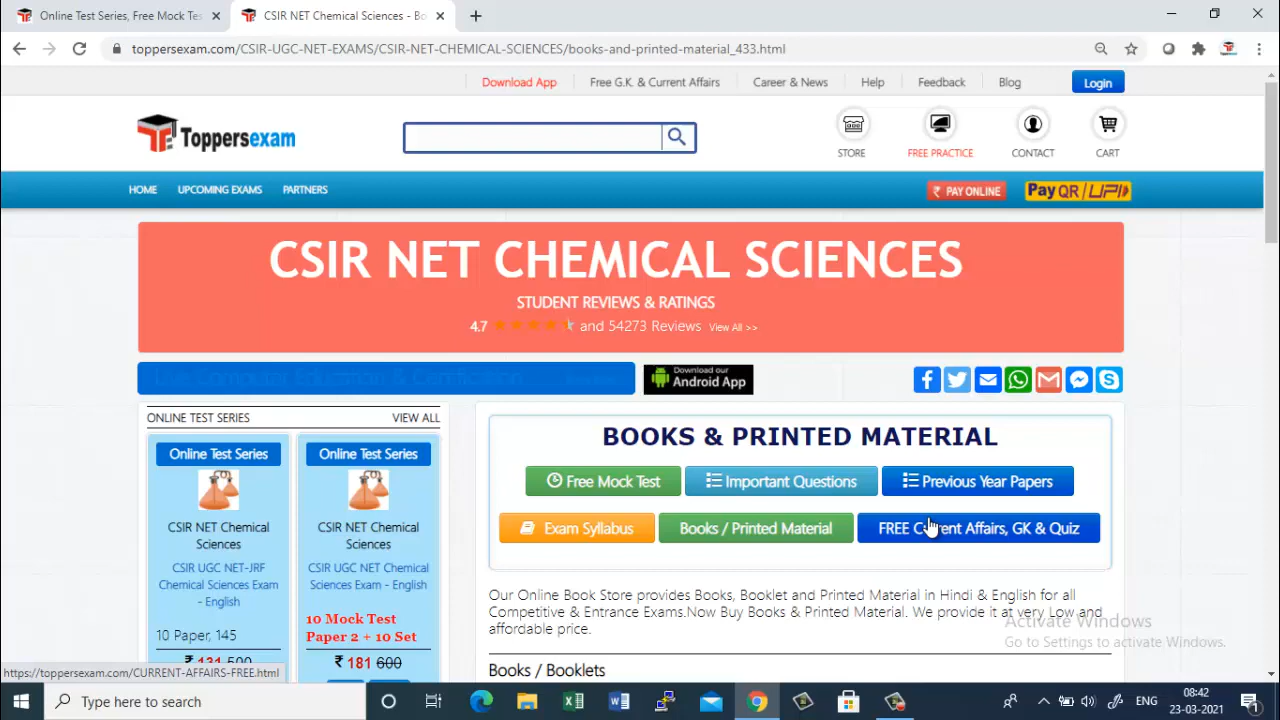 Online Test Series, Free Mock Tes
CSIR NET Chemical Sciences - Bo
toppersexam.com/CSIR-UGC-NET-EXAMS/CSIR-NET-CHEMICAL-SCIENCES/books-and-printed-material_433.html
Download App
Free G.K. & Current Affairs
Career & News
Help
Feedback
Blog
Login
Toppersexam
STORE
FREE PRACTICE
CONTACT
CART
HOME
UPCOMING EXAMS
PARTNERS
₹ PAY ONLINE
Pay QR / UPI
CSIR NET CHEMICAL SCIENCES
STUDENT REVIEWS & RATINGS
4.7 and 54273 Reviews View All >>
Live Computer Education & Certification
Download our
Android App
ONLINE TEST SERIES
VIEW ALL
Online Test Series
CSIR NET Chemical
Sciences
CSIR UGC NET-JRF
Chemical Sciences Exam
- English
10 Paper, 145
₹ 131 500
Online Test Series
CSIR NET Chemical
Sciences
CSIR UGC NET Chemical
Sciences Exam - English
10 Mock Test
Paper 2 + 10 Set
₹ 181 600
BOOKS & PRINTED MATERIAL
Free Mock Test
Important Questions
Previous Year Papers
Exam Syllabus
Books / Printed Material
FREE Current Affairs, GK & Quiz
Our Online Book Store provides Books, Booklet and Printed Material in Hindi & English for all
Competitive & Entrance Exams.Now Buy Books & Printed Material. We provide it at very Low and
affordable price.
Books / Booklets
Activate Windows
Go to Settings to activate Windows.
https://toppersexam.com/CURRENT-AFFAIRS-FREE.html
Type here to search
ENG
08:42
23-03-2021
1